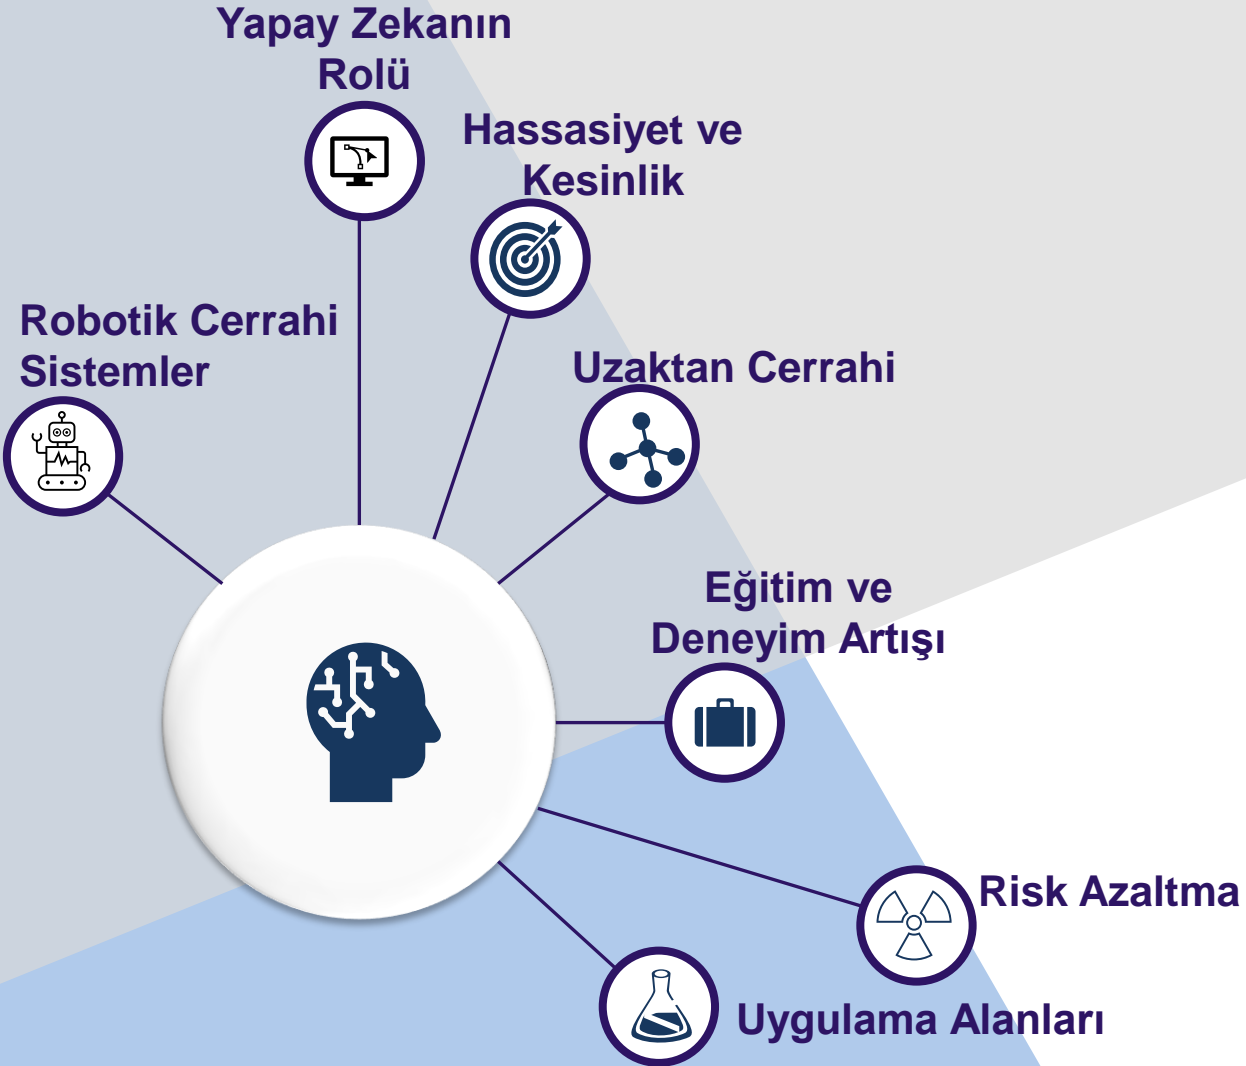 Yapay Zekanın
Rolü
Hassasiyet ve
Kesinlik
Robotik Cerrahi
Sistemler
Uzaktan Cerrahi
Eğitim ve
Deneyim Artışı
Risk Azaltma
Uygulama Alanları